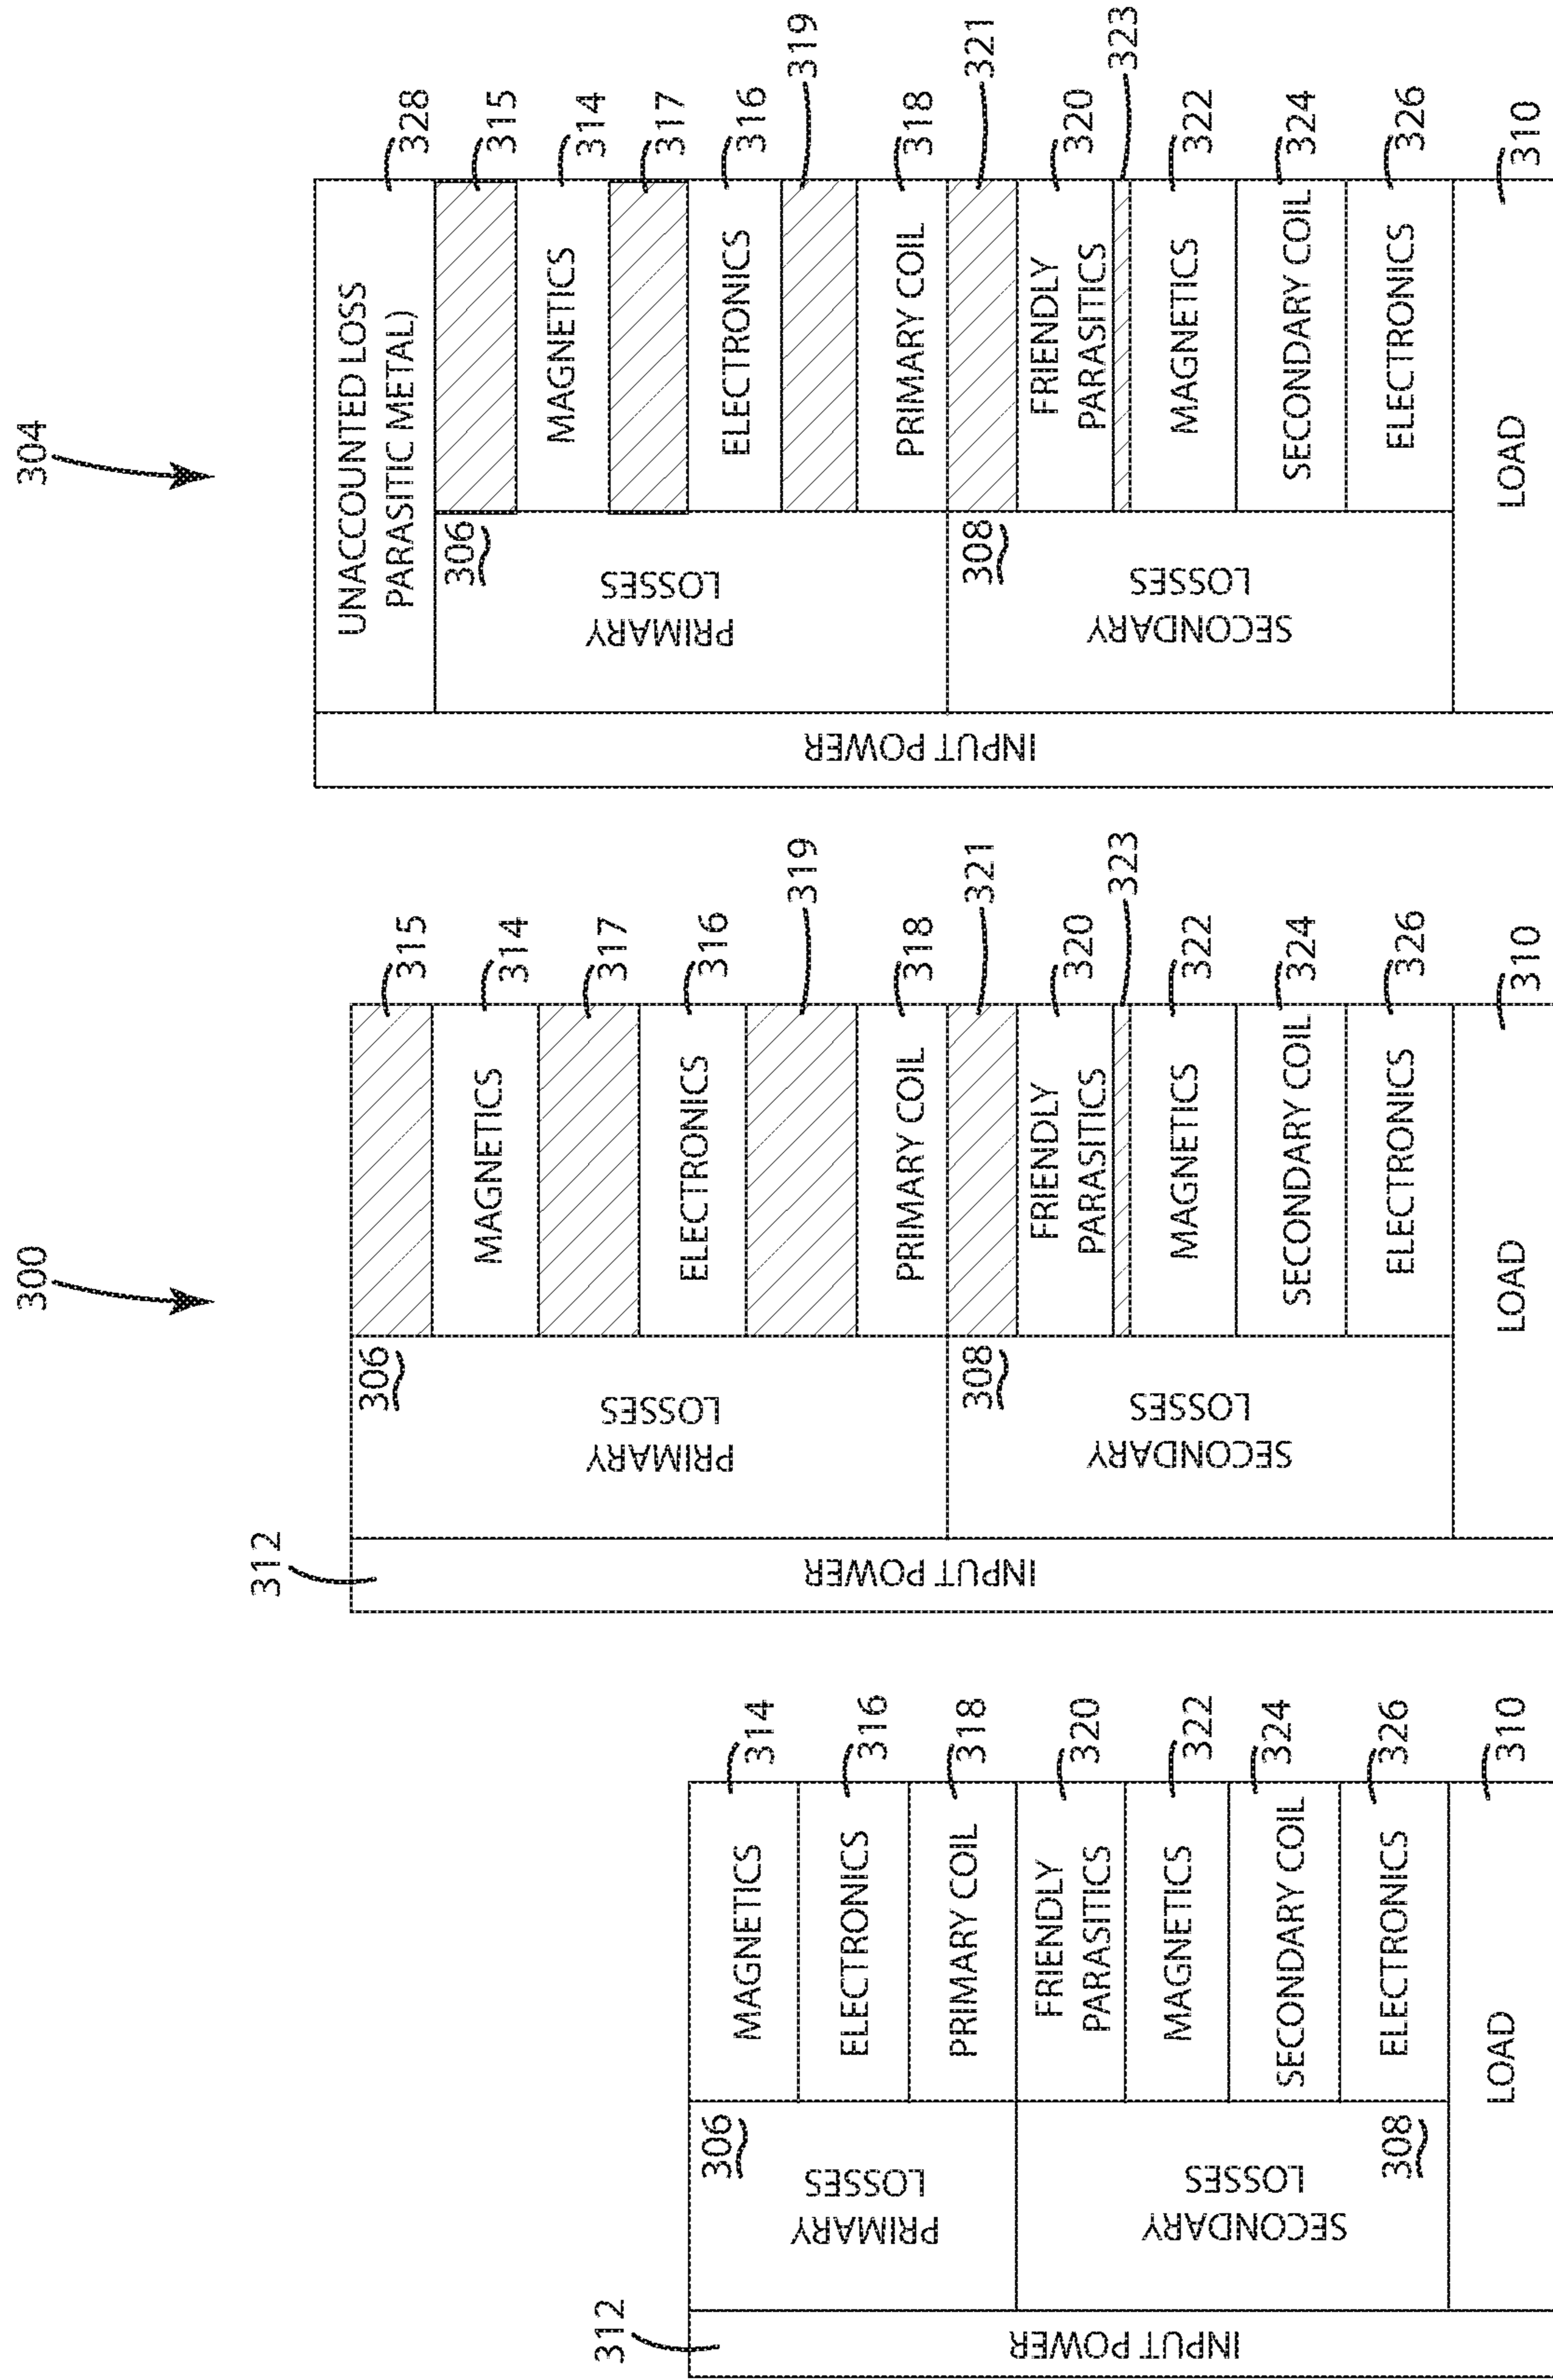 312
INPUT POWER
306
PRIMARY
LOSSES
MAGNETICS
314
ELECTRONICS
316
PRIMARY COIL
318
308
SECONDARY
LOSSES
FRIENDLY
PARASITICS
320
MAGNETICS
322
SECONDARY COIL
324
ELECTRONICS
326
LOAD
310
300
312
INPUT POWER
306
PRIMARY
LOSSES
315
MAGNETICS
314
317
ELECTRONICS
316
319
PRIMARY COIL
318
308
SECONDARY
LOSSES
321
FRIENDLY
PARASITICS
320
323
MAGNETICS
322
SECONDARY COIL
324
ELECTRONICS
326
LOAD
310
304
INPUT POWER
UNACCOUNTED LOSS
PARASITIC METAL)
328
306
PRIMARY
LOSSES
315
MAGNETICS
314
317
ELECTRONICS
316
319
PRIMARY COIL
318
308
SECONDARY
LOSSES
321
FRIENDLY
PARASITICS
320
323
MAGNETICS
322
SECONDARY COIL
324
ELECTRONICS
326
LOAD
310